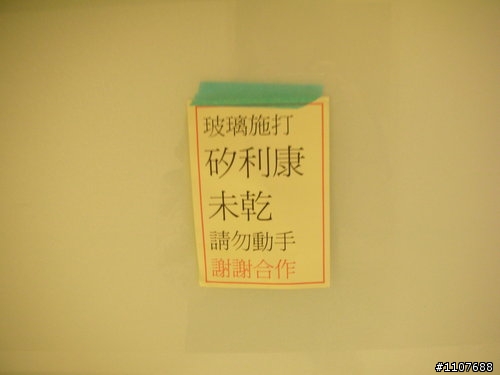 玻璃施打
矽利康
未乾
請勿動手
謝謝合作
#1107688